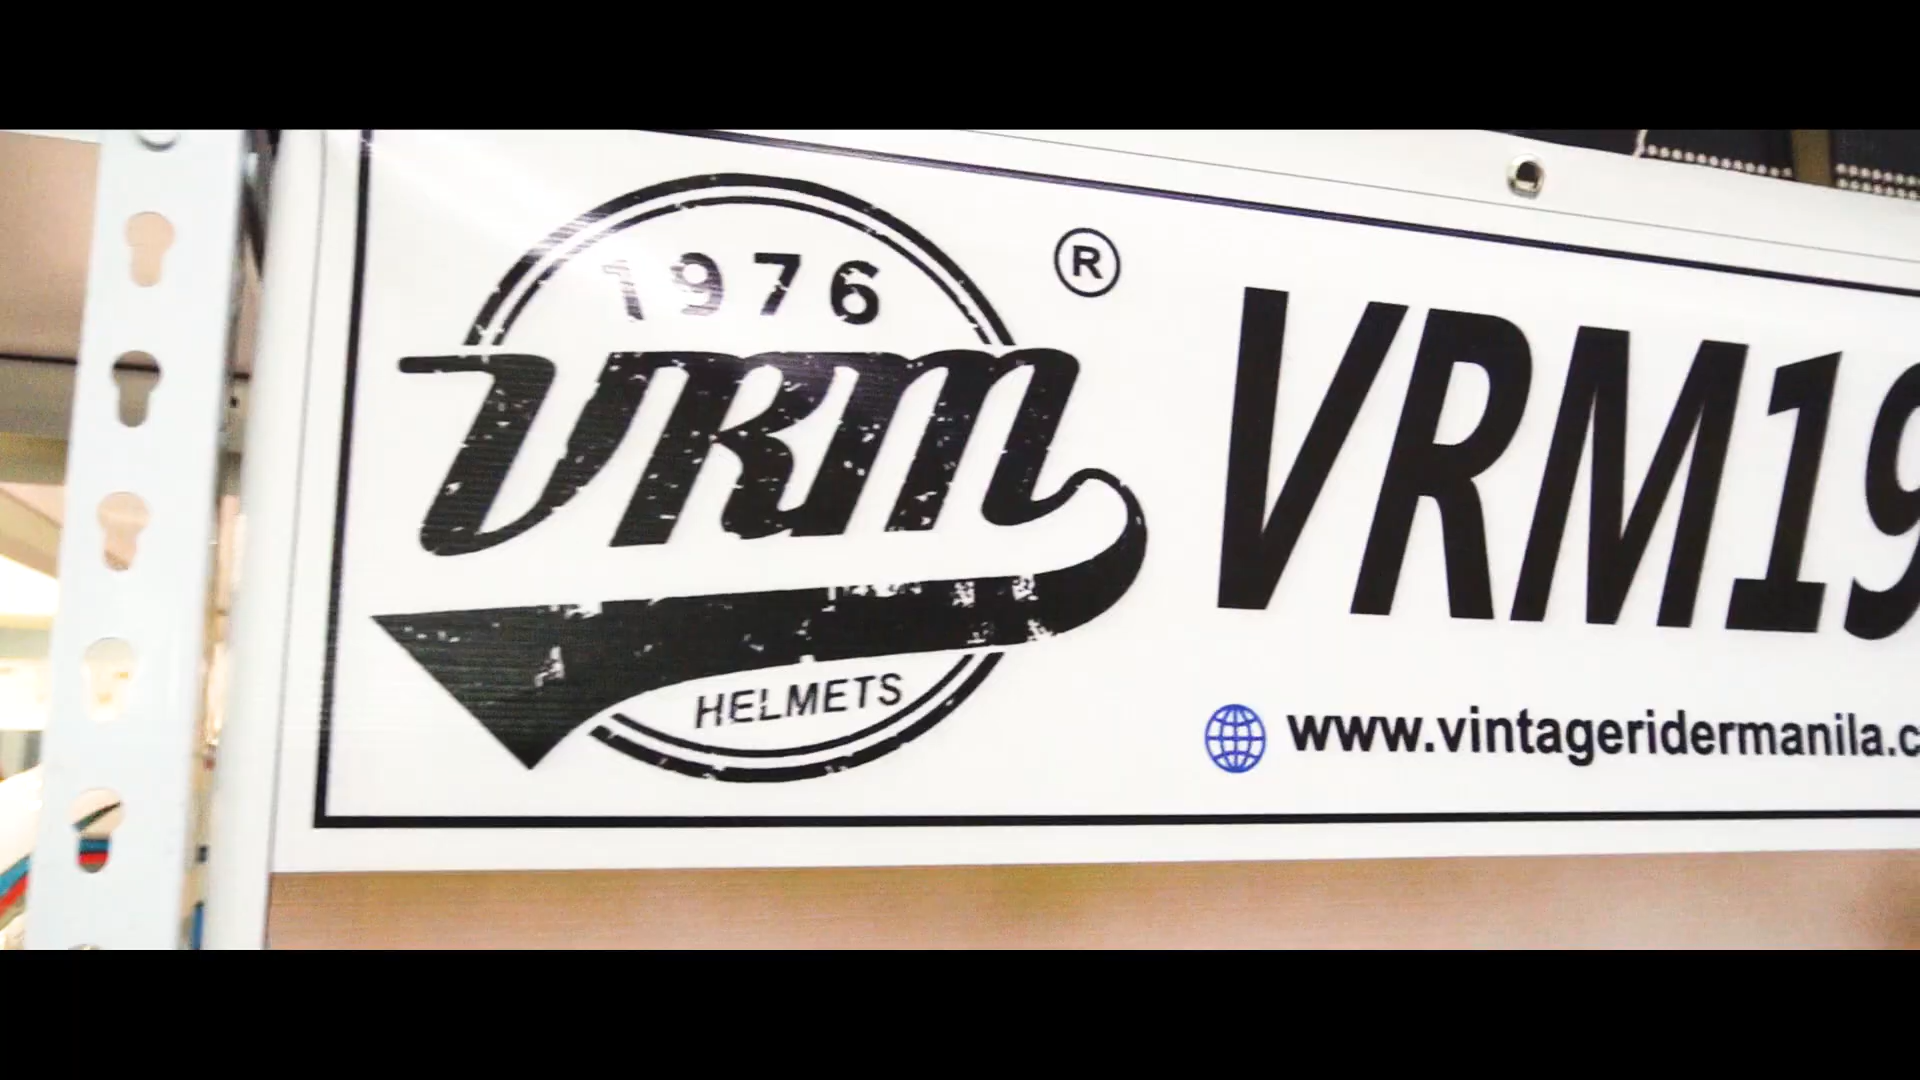 1976
VRM
HELMETS
®
VRM19
www.vintageridermanila.c